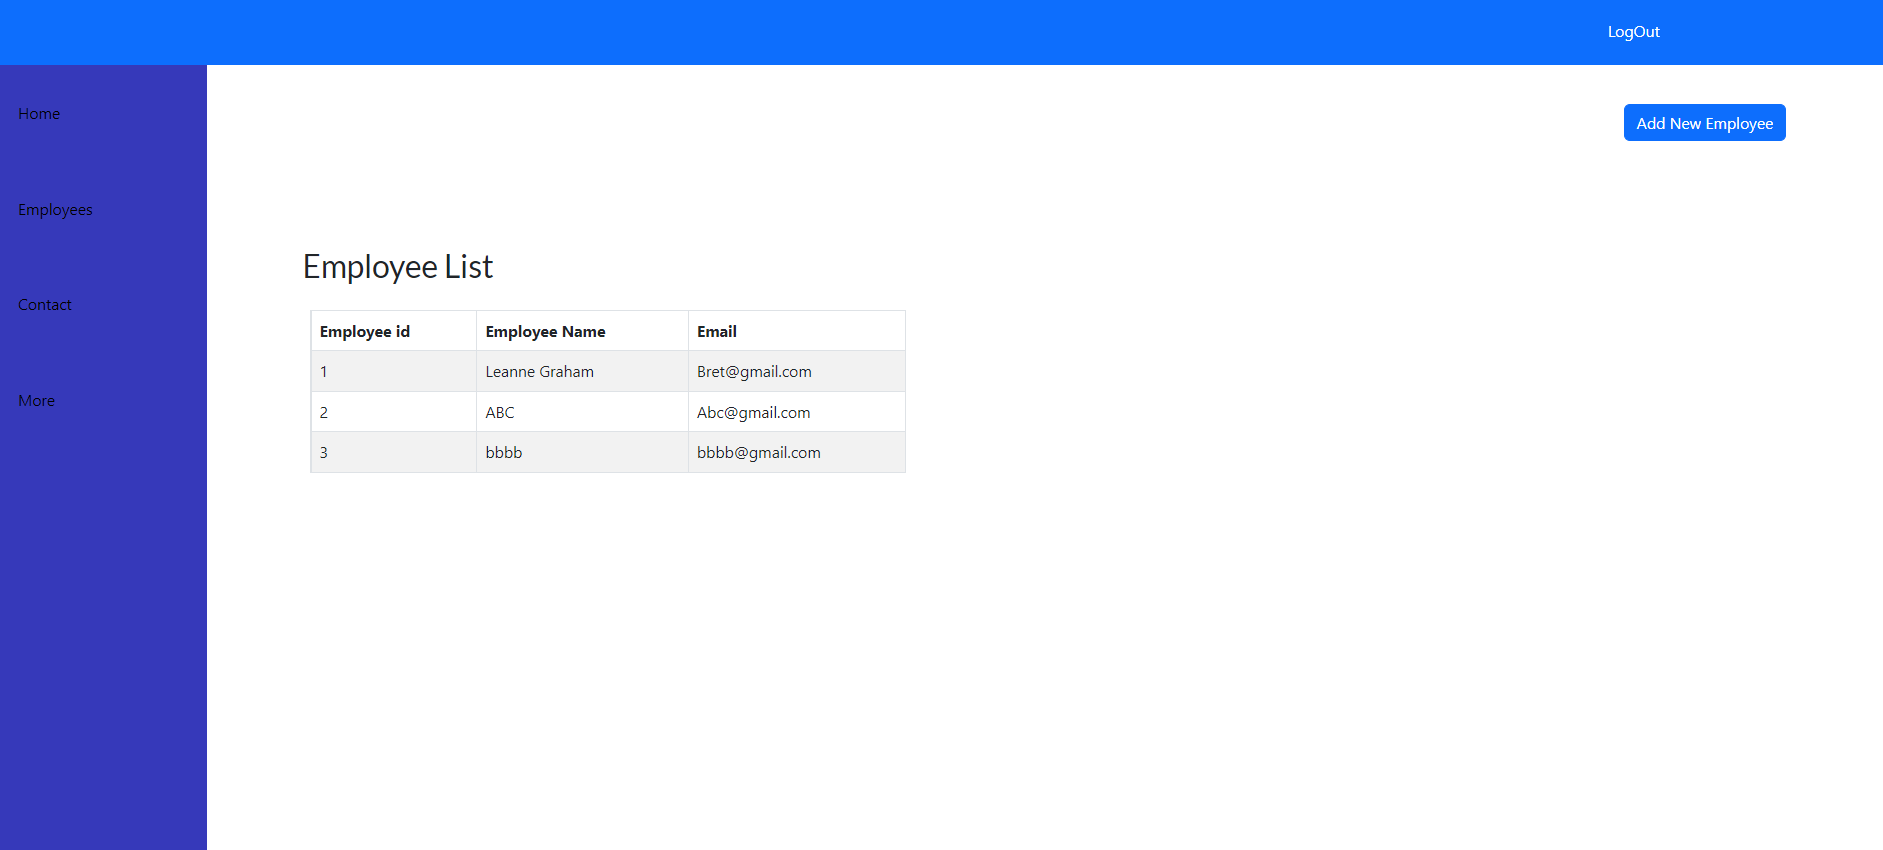 LogOut
Home
Employees
Contact
More
Add New Employee
Employee List
Employee id Employee Name Email
1 Leanne Graham Bret@gmail.com
2 ABC Abc@gmail.com
3 bbbb bbbb@gmail.com